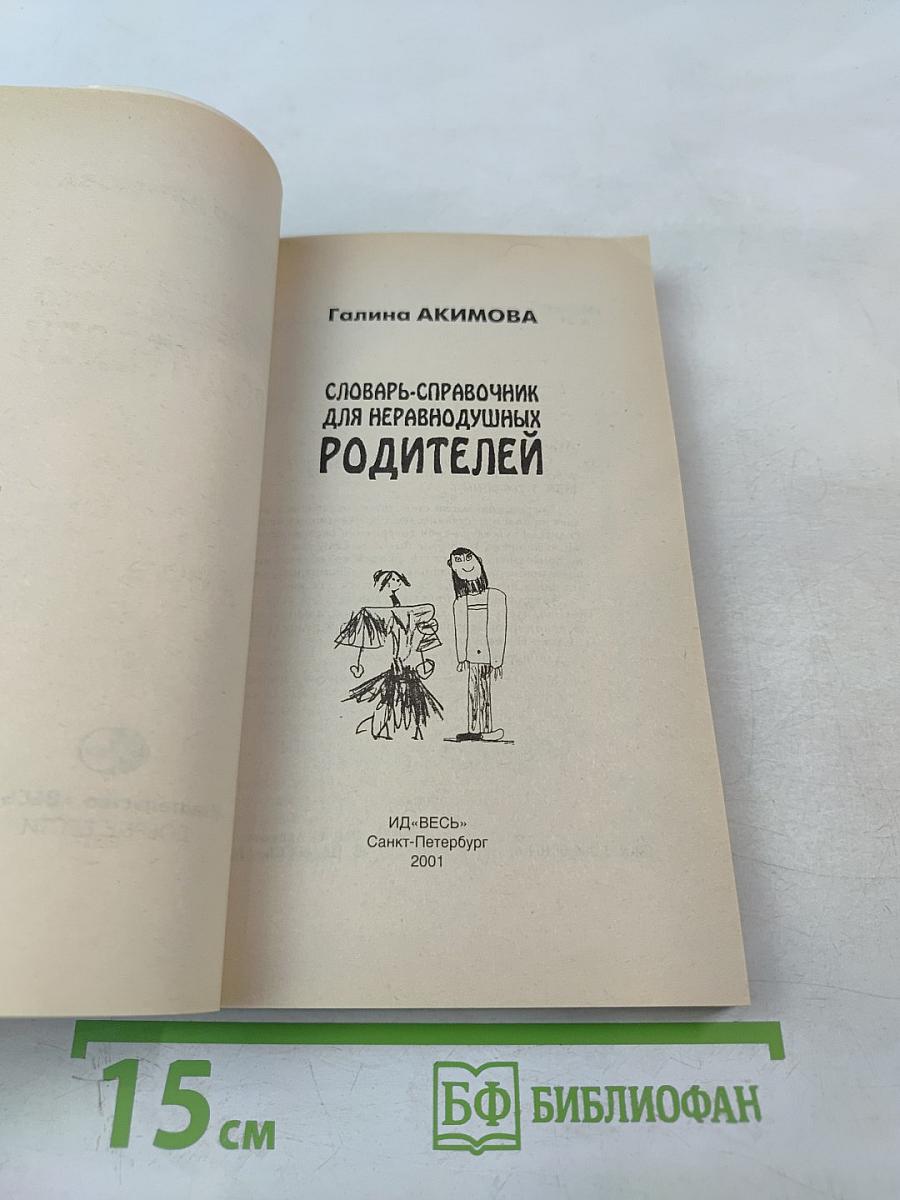 Галина АКИМОВА
СЛОВАРЬ-СПРАВОЧНИК
ДЛЯ НЕРАВНОДУШНЫХ
РОДИТЕЛЕЙ
ИД«ВЕСЬ»
Санкт-Петербург
2001
15 см
БФ БИБЛИОФАН